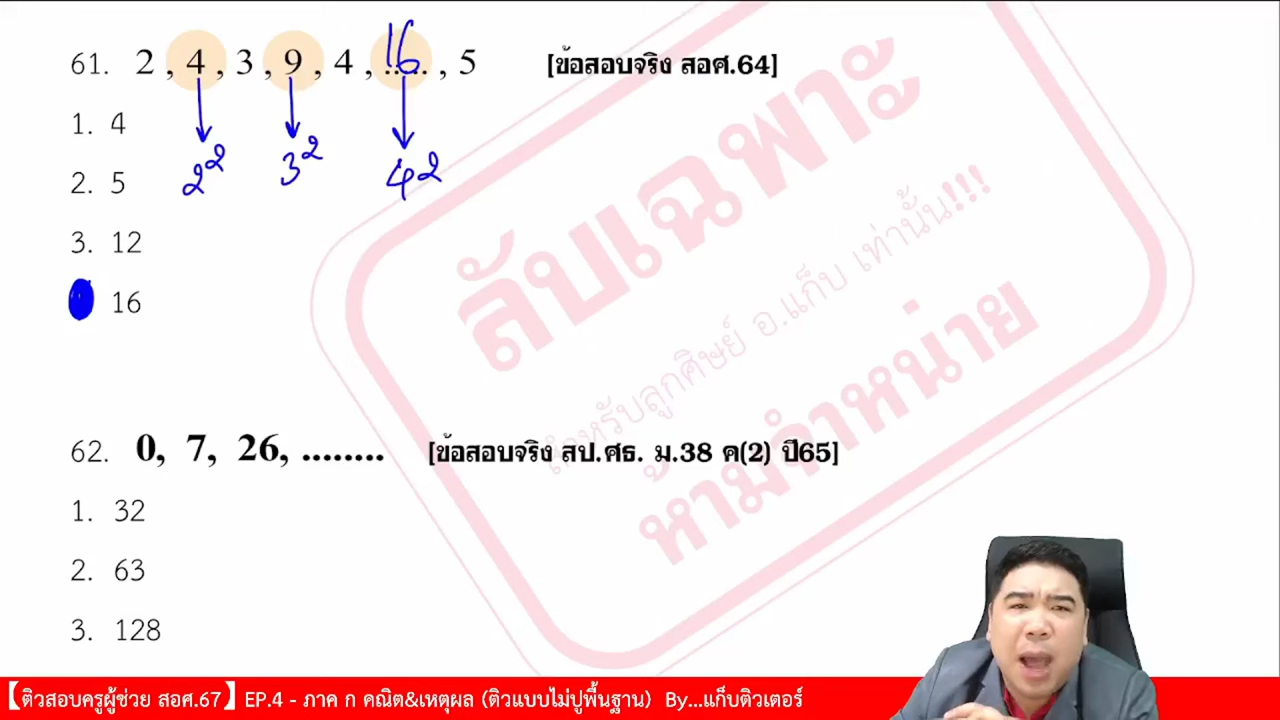 61. 2 , 4 , 3 , 9 , 4 , 16 , 5 [ข้อสอบจริง สอศ.64]
1. 4
2² 3² 4²
2. 5
3. 12
16
62. 0, 7, 26, ........ [ข้อสอบจริง สป.ศธ. ม.38 ค(2) ปี65]
1. 32
2. 63
3. 128
ลับเฉพาะ
สำหรับลูกศิษย์ อ.แก็บ เท่านั้น!!!
ห้ามจำหน่าย
【ติวสอบครูผู้ช่วย สอศ.67】 EP.4 - ภาค ก คณิต&เหตุผล (ติวแบบไม่ปูพื้นฐาน) By...แก็บติวเตอร์